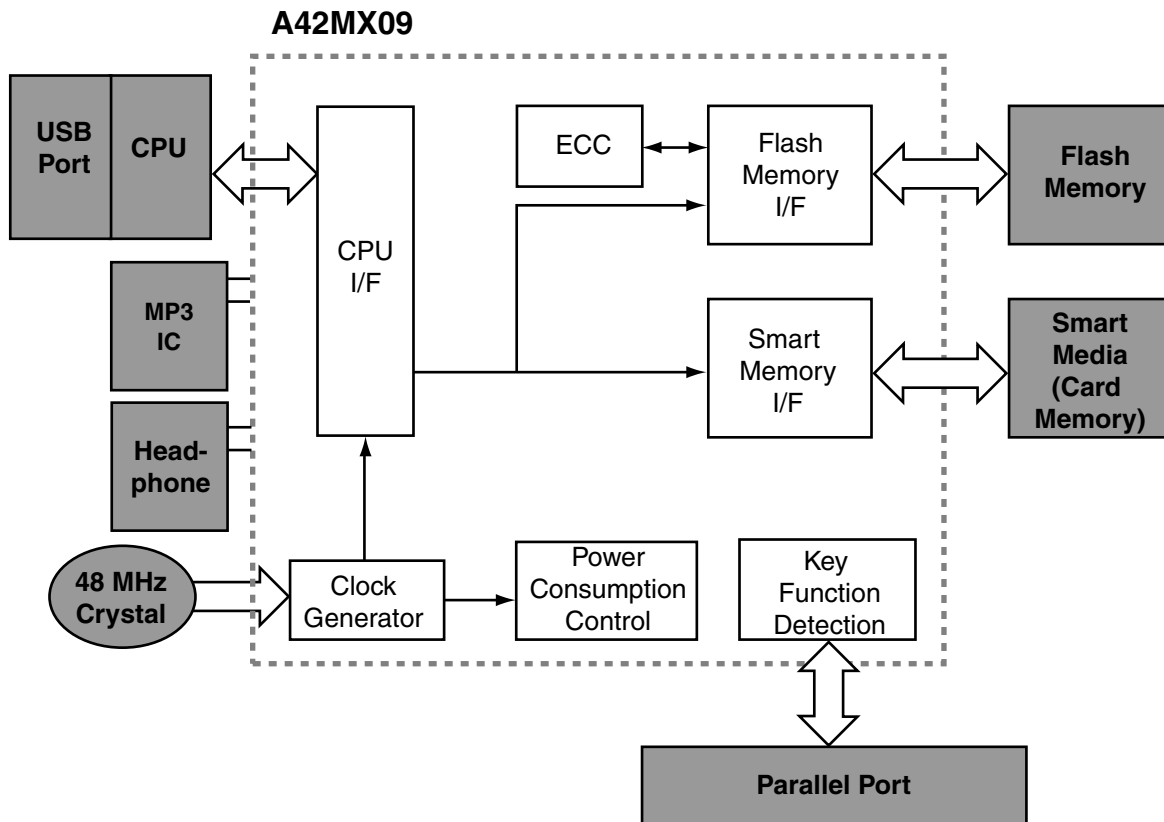 A42MX09
USB
Port
CPU
CPU
I/F
ECC
Flash
Memory
I/F
Flash
Memory
MP3
IC
Smart
Memory
I/F
Smart
Media
(Card
Memory)
Head-
phone
48 MHz
Crystal
Clock
Generator
Power
Consumption
Control
Key
Function
Detection
Parallel Port